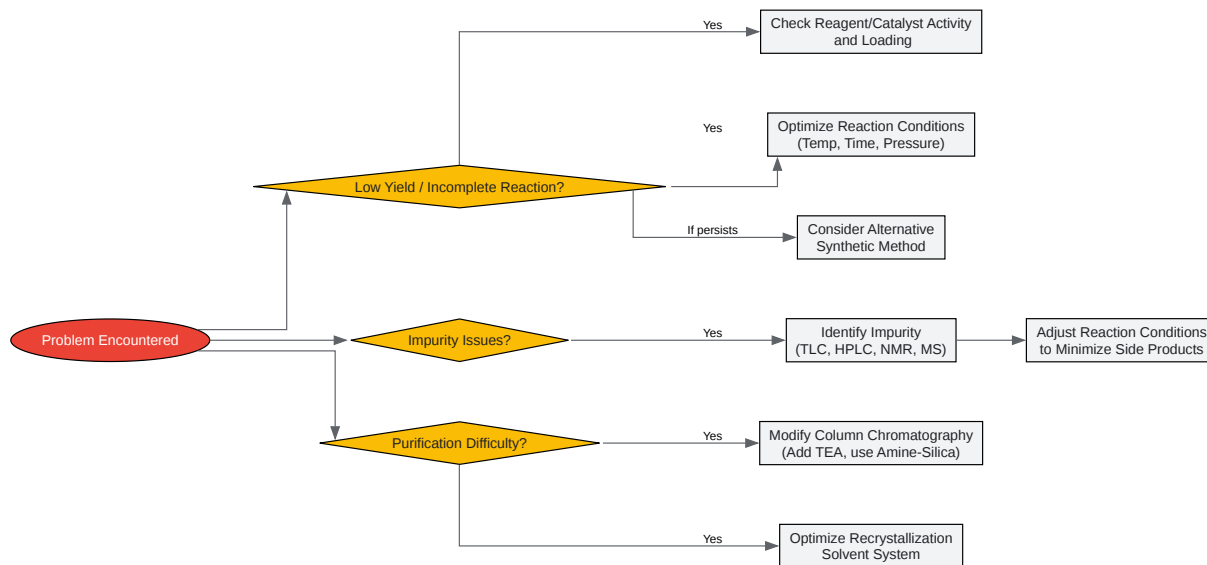 Yes
Check Reagent/Catalyst Activity
and Loading
Yes
Optimize Reaction Conditions
(Temp, Time, Pressure)
Low Yield / Incomplete Reaction?
If persists
Consider Alternative
Synthetic Method
Problem Encountered
Impurity Issues?
Yes
Identify Impurity
(TLC, HPLC, NMR, MS)
Adjust Reaction Conditions
to Minimize Side Products
Purification Difficulty?
Yes
Modify Column Chromatography
(Add TEA, use Amine-Silica)
Yes
Optimize Recrystallization
Solvent System